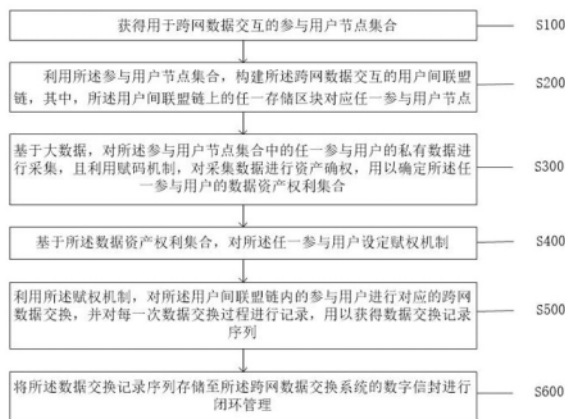 获得用于跨网数据交互的参与用户节点集合
S100
利用所述参与用户节点集合，构建所述跨网数据交互的用户间联盟
链，其中，所述用户间联盟链上的任一存储区块对应任一参与用户节点
S200
基于大数据，对所述参与用户节点集合中的任一参与用户的私有数据进
行采集，且利用赋码机制，对采集数据进行资产确权，用以确定所述任
一参与用户的数据资产权利集合
S300
基于所述数据资产权利集合，对所述任一参与用户设定赋权机制
S400
利用所述赋权机制，对所述用户间联盟链内的参与用户进行对应的跨网
数据交换，并对每一次数据交换过程进行记录，用以获得数据交换记录
序列
S500
将所述数据交换记录序列存储至所述跨网数据交换系统的数字信封进行
闭环管理
S600